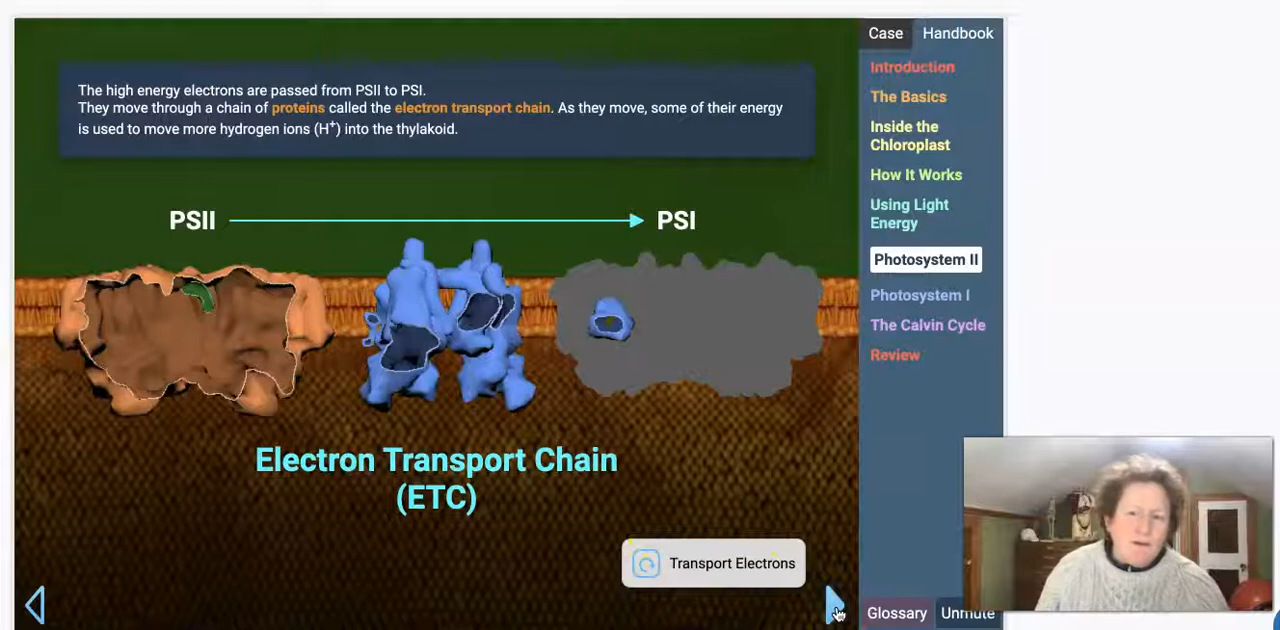 The high energy electrons are passed from PSII to PSI.
They move through a chain of proteins called the electron transport chain. As they move, some of their energy
is used to move more hydrogen ions (H⁺) into the thylakoid.
PSII
PSI
Electron Transport Chain
(ETC)
Transport Electrons
Case
Handbook
Introduction
The Basics
Inside the
Chloroplast
How It Works
Using Light
Energy
Photosystem II
Photosystem I
The Calvin Cycle
Review
Glossary
Unmute